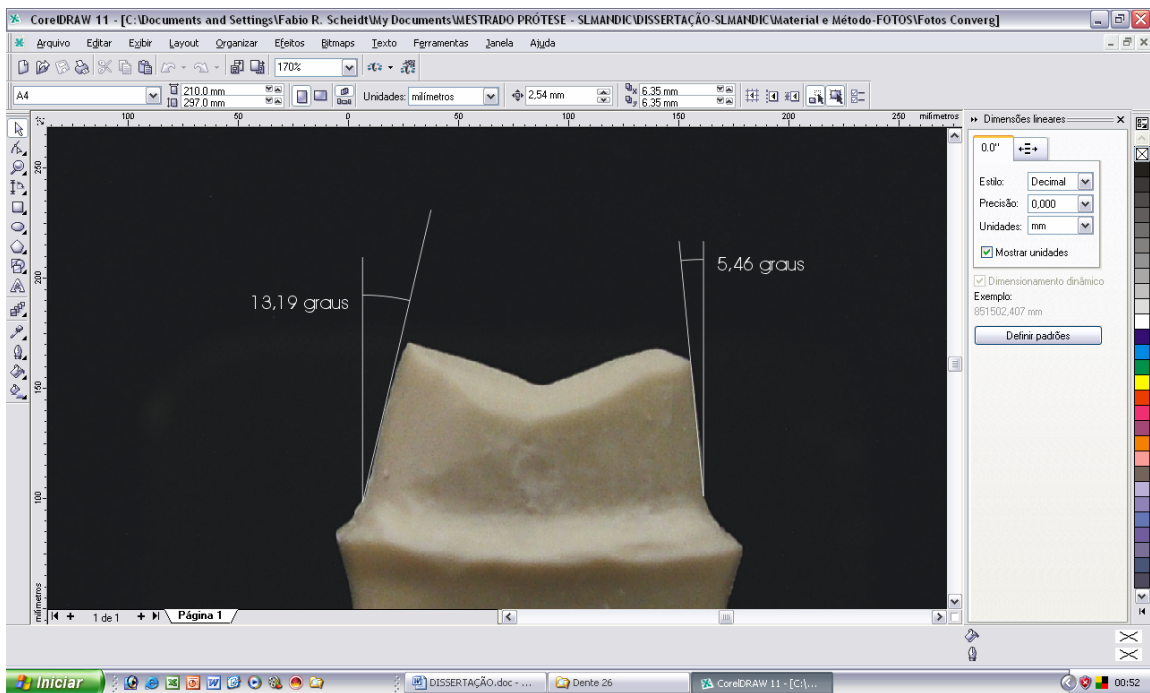 CorelDRAW 11 - [C:\Documents and Settings\Fabio R. Scheidt\My Documents\MESTRADO PRÓTESE - SLMANDIC\DISSERTAÇÃO-SLMANDIC\Material e Método-FOTOS\Fotos Converg]
Arquivo Editar Exibir Layout Organizar Efeitos Bitmaps Texto Ferramentas Janela Ajuda
170%
A4
210.0 mm
297.0 mm
Unidades: milímetros
2,54 mm
6.35 mm
6.35 mm
100 50 0 50 100 150 200 250 milímetros
250
200
150
100
milímetros
13,19 graus
5,46 graus
Dimensões lineares
0.0"
Estilo: Decimal
Precisão: 0,000
Unidades: mm
Mostrar unidades
Dimensionamento dinâmico
Exemplo:
851502,407 mm
Definir padrões
1 de 1
Página 1
Iniciar
DISSERTAÇÃO.doc - ...
Dente 26
CorelDRAW 11 - [C:\...
00:52